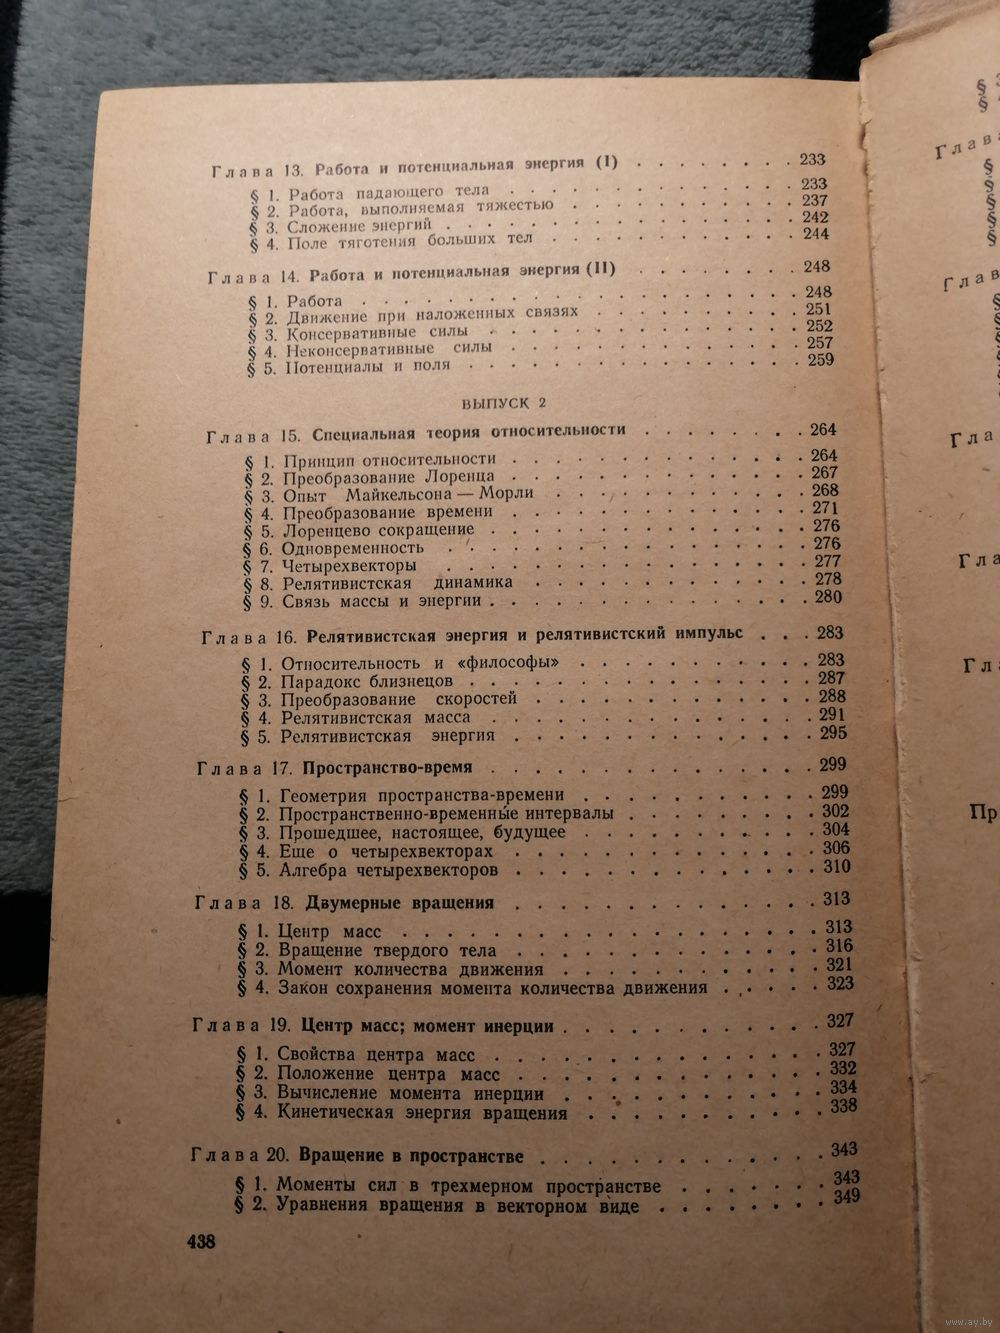 Глава 13. Работа и потенциальная энергия (I) . . . . . . . . 233
§ 1. Работа падающего тела . . . . . . . . . . . . . . 233
§ 2. Работа, выполняемая тяжестью . . . . . . . . . . . 237
§ 3. Сложение энергий . . . . . . . . . . . . . . . . 242
§ 4. Поле тяготения больших тел . . . . . . . . . . . . 244
Глава 14. Работа и потенциальная энергия (II) . . . . . . . . 248
§ 1. Работа . . . . . . . . . . . . . . . . . . . . 248
§ 2. Движение при наложенных связях . . . . . . . . . . 251
§ 3. Консервативные силы . . . . . . . . . . . . . . . 252
§ 4. Неконсервативные силы . . . . . . . . . . . . . . 257
§ 5. Потенциалы и поля . . . . . . . . . . . . . . . . 259
ВЫПУСК 2
Глава 15. Специальная теория относительности . . . . . . . . 264
§ 1. Принцип относительности . . . . . . . . . . . . . . 264
§ 2. Преобразование Лоренца . . . . . . . . . . . . . . 267
§ 3. Опыт Майкельсона — Морли . . . . . . . . . . . . 268
§ 4. Преобразование времени . . . . . . . . . . . . . . 271
§ 5. Лоренцево сокращение . . . . . . . . . . . . . . . 276
§ 6. Одновременность . . . . . . . . . . . . . . . . . 276
§ 7. Четырехвекторы . . . . . . . . . . . . . . . . . 277
§ 8. Релятивистская динамика . . . . . . . . . . . . . 278
§ 9. Связь массы и энергии . . . . . . . . . . . . . . . 280
Глава 16. Релятивистская энергия и релятивистский импульс . . . 283
§ 1. Относительность и «философы» . . . . . . . . . . . 283
§ 2. Парадокс близнецов . . . . . . . . . . . . . . . . 287
§ 3. Преобразование скоростей . . . . . . . . . . . . . 288
§ 4. Релятивистская масса . . . . . . . . . . . . . . . 291
§ 5. Релятивистская энергия . . . . . . . . . . . . . . 295
Глава 17. Пространство-время . . . . . . . . . . . . . . . 299
§ 1. Геометрия пространства-времени . . . . . . . . . . . 299
§ 2. Пространственно-временные интервалы . . . . . . . . . 302
§ 3. Прошедшее, настоящее, будущее . . . . . . . . . . . 304
§ 4. Еще о четырехвекторах . . . . . . . . . . . . . . 306
§ 5. Алгебра четырехвекторов . . . . . . . . . . . . . . 310
Глава 18. Двумерные вращения . . . . . . . . . . . . . . 313
§ 1. Центр масс . . . . . . . . . . . . . . . . . . . 313
§ 2. Вращение твердого тела . . . . . . . . . . . . . . 316
§ 3. Момент количества движения . . . . . . . . . . . . 321
§ 4. Закон сохранения момента количества движения . . . . . 323
Глава 19. Центр масс; момент инерции . . . . . . . . . . . . 327
§ 1. Свойства центра масс . . . . . . . . . . . . . . . 327
§ 2. Положение центра масс . . . . . . . . . . . . . . 332
§ 3. Вычисление момента инерции . . . . . . . . . . . . 334
§ 4. Кинетическая энергия вращения . . . . . . . . . . . 338
Глава 20. Вращение в пространстве . . . . . . . . . . . . . 343
§ 1. Моменты сил в трехмерном пространстве . . . . . . . 343
§ 2. Уравнения вращения в векторном виде . . . . . . . . 349
438
§
§
Глава
§
§
§
§
§
Глав
§
§
Гла
Гла
Гл
Пр
www.ay.by